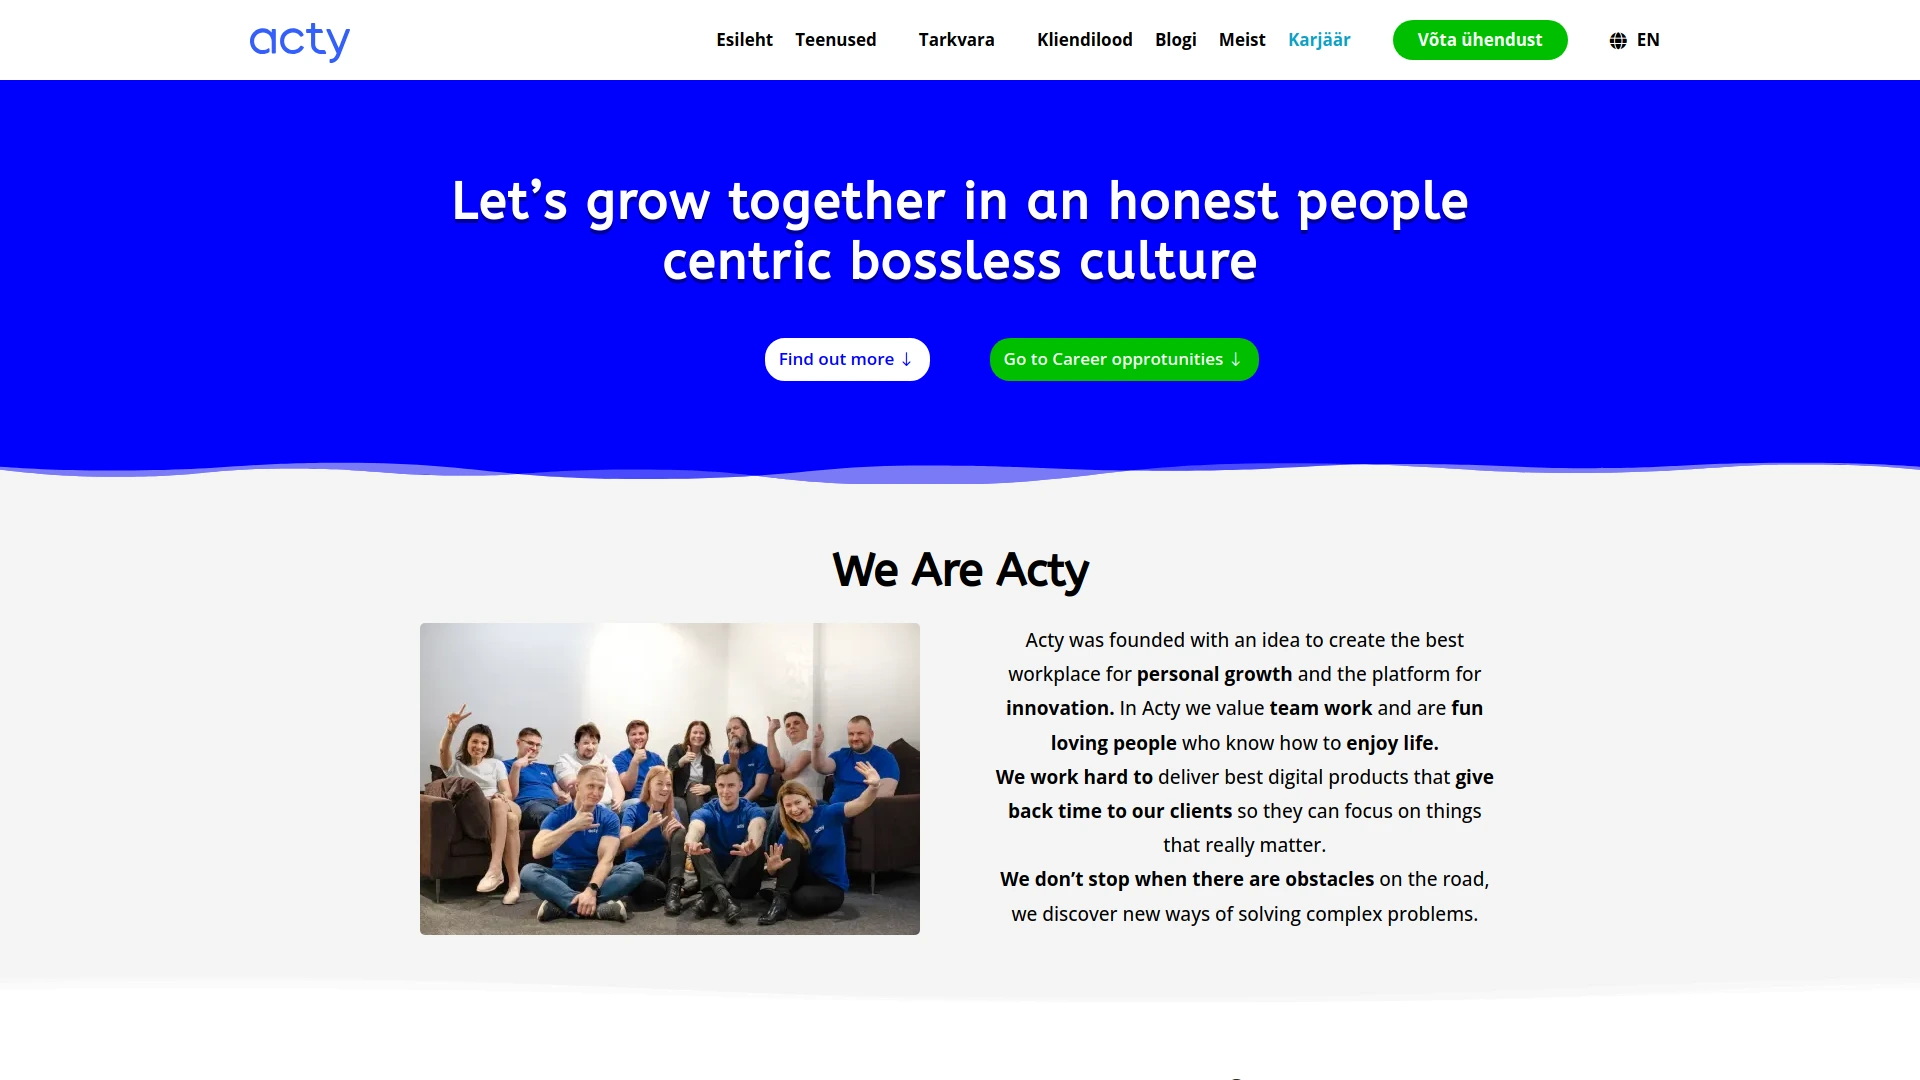 acty
Esileht Teenused Tarkvara Kliendilood Blogi Meist Karjäär Võta ühendust EN
Let’s grow together in an honest people
centric bossless culture
Find out more ↓
Go to Career opprotunities ↓
We Are Acty
Acty was founded with an idea to create the best
workplace for personal growth and the platform for
innovation. In Acty we value team work and are fun
loving people who know how to enjoy life.
We work hard to deliver best digital products that give
back time to our clients so they can focus on things
that really matter.
We don’t stop when there are obstacles on the road,
we discover new ways of solving complex problems.